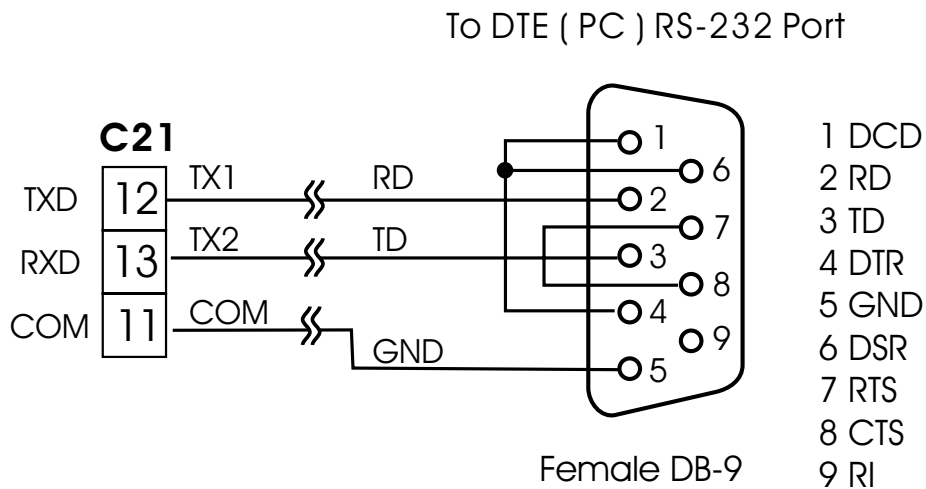 To DTE ( PC ) RS-232 Port
C21
TXD 12 TX1 RD
RXD 13 TX2 TD
COM 11 COM GND
1
6
2
7
3
8
4
9
5
1 DCD
2 RD
3 TD
4 DTR
5 GND
6 DSR
7 RTS
8 CTS
9 RI
Female DB-9